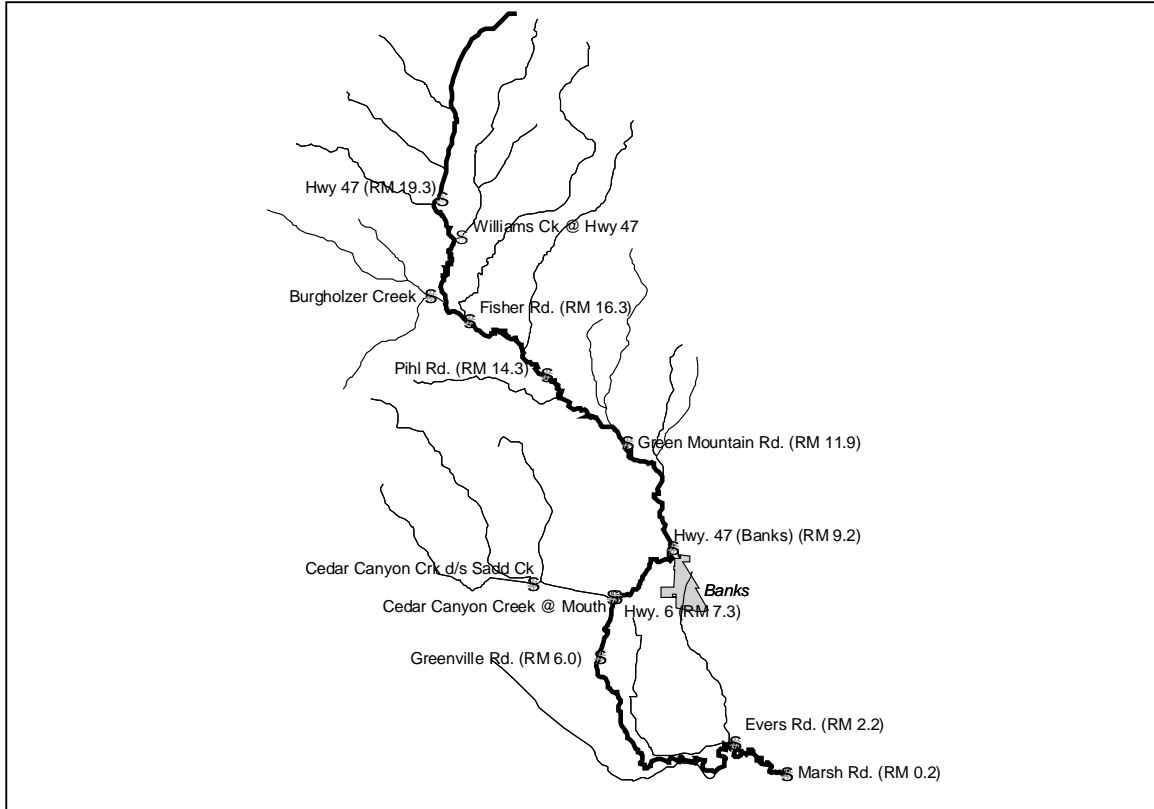 Hwy 47 (RM 19.3)
Williams Ck @ Hwy 47
Burgholzer Creek
Fisher Rd. (RM 16.3)
Pihl Rd. (RM 14.3)
Green Mountain Rd. (RM 11.9)
Hwy. 47 (Banks) (RM 9.2)
Cedar Canyon Crk d/s Sadd Ck
Banks
Cedar Canyon Creek @ Mouth
Hwy. 6 (RM 7.3)
Greenville Rd. (RM 6.0)
Evers Rd. (RM 2.2)
Marsh Rd. (RM 0.2)